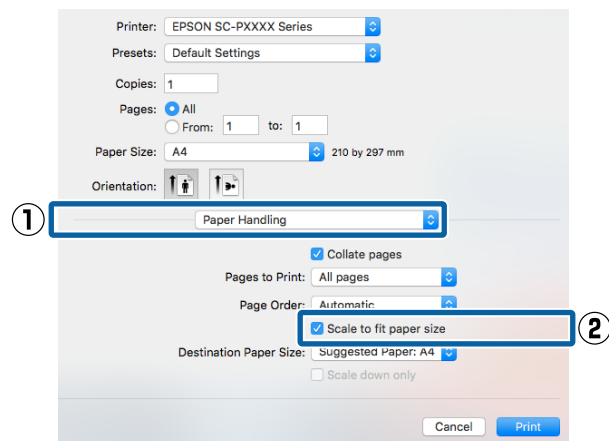 Printer: EPSON SC-PXXXX Series
Presets: Default Settings
Copies: 1
Pages: All
From: 1 to: 1
Paper Size: A4 210 by 297 mm
Orientation:
1 Paper Handling
Collate pages
Pages to Print: All pages
Page Order: Automatic
Scale to fit paper size 2
Destination Paper Size: Suggested Paper: A4
Scale down only
Cancel Print